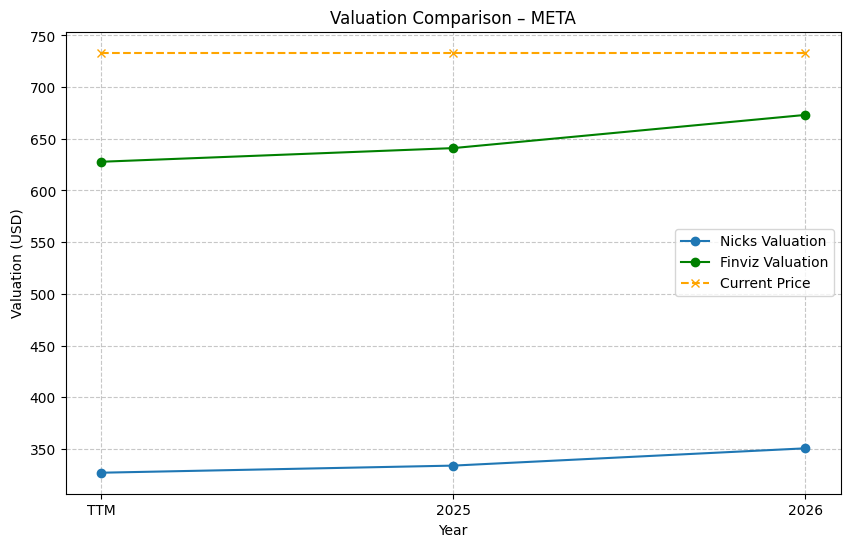 Valuation Comparison – META
Valuation (USD)
750
700
650
600
550
500
450
400
350
Nicks Valuation
Finviz Valuation
Current Price
TTM
2025
2026
Year